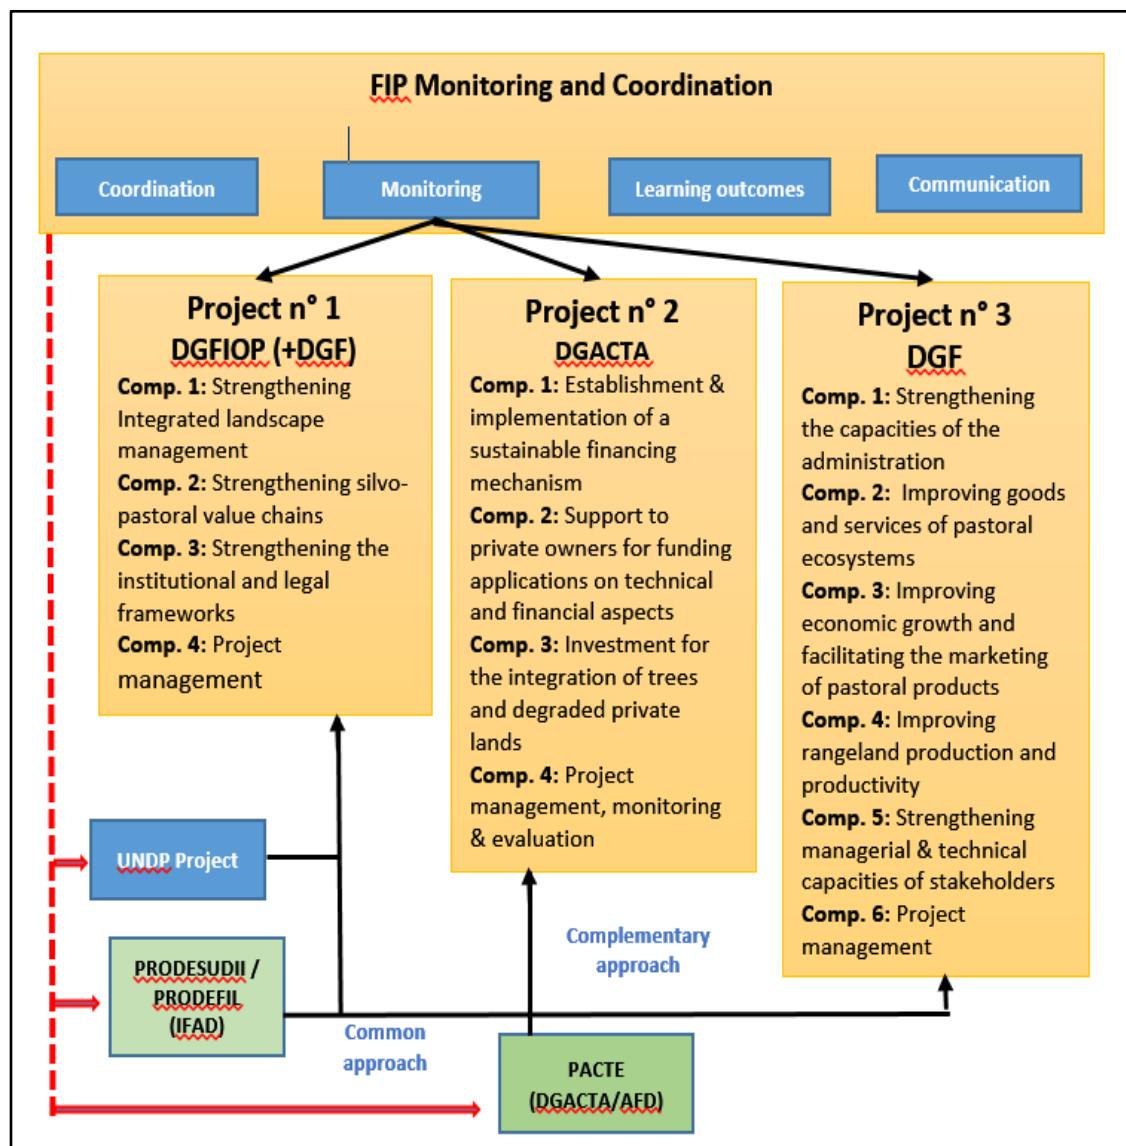 FIP Monitoring and Coordination
Coordination
Monitoring
Learning outcomes
Communication
Project n° 1
DGFIOP (+DGF)
Comp. 1: Strengthening
Integrated landscape
management
Comp. 2: Strengthening silvo-
pastoral value chains
Comp. 3: Strengthening the
institutional and legal
frameworks
Comp. 4: Project
management
Project n° 2
DGACTA
Comp. 1: Establishment &
implementation of a
sustainable financing
mechanism
Comp. 2: Support to
private owners for funding
applications on technical
and financial aspects
Comp. 3: Investment for
the integration of trees
and degraded private
lands
Comp. 4: Project
management, monitoring
& evaluation
Project n° 3
DGF
Comp. 1: Strengthening
the capacities of the
administration
Comp. 2: Improving goods
and services of pastoral
ecosystems
Comp. 3: Improving
economic growth and
facilitating the marketing
of pastoral products
Comp. 4: Improving
rangeland production and
productivity
Comp. 5: Strengthening
managerial & technical
capacities of stakeholders
Comp. 6: Project
management
UNDP Project
PRODESUDII /
PRODEFIL
(IFAD)
Common
approach
Complementary
approach
PACTE
(DGACTA/AFD)